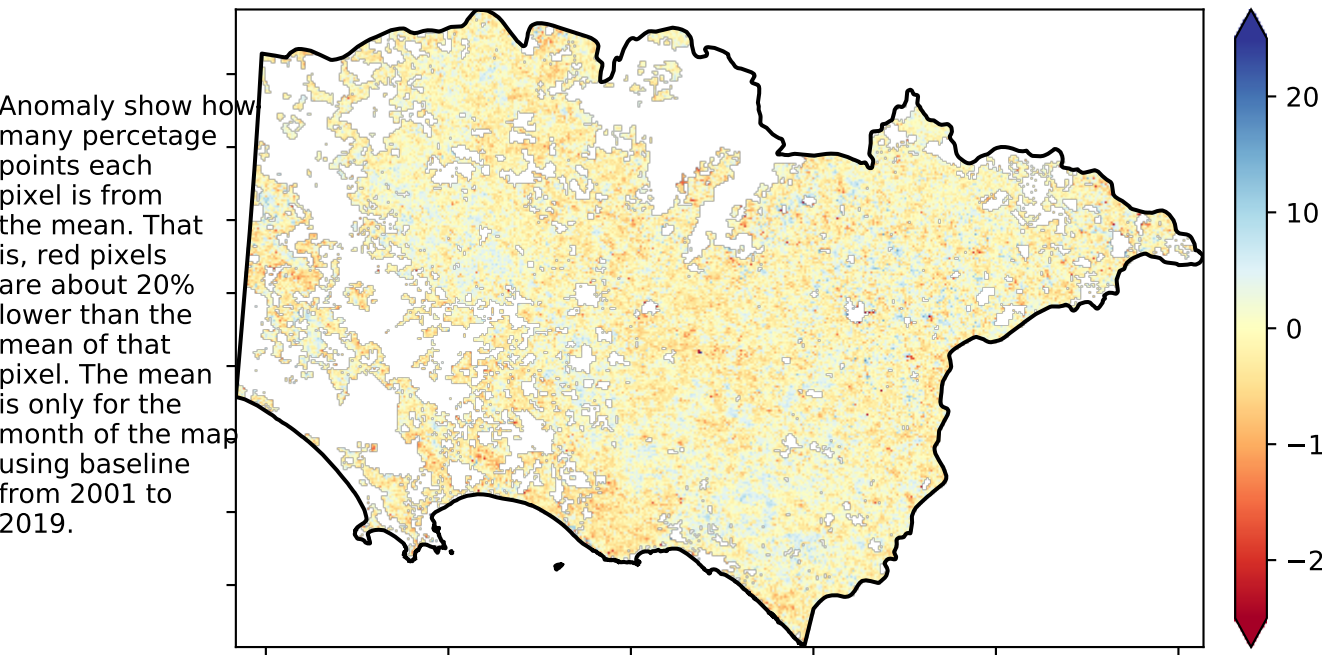 Anomaly show how
many percetage
points each
pixel is from
the mean. That
is, red pixels
are about 20%
lower than the
mean of that
pixel. The mean
is only for the
month of the map
using baseline
from 2001 to
2019.
20
10
0
−1
−2